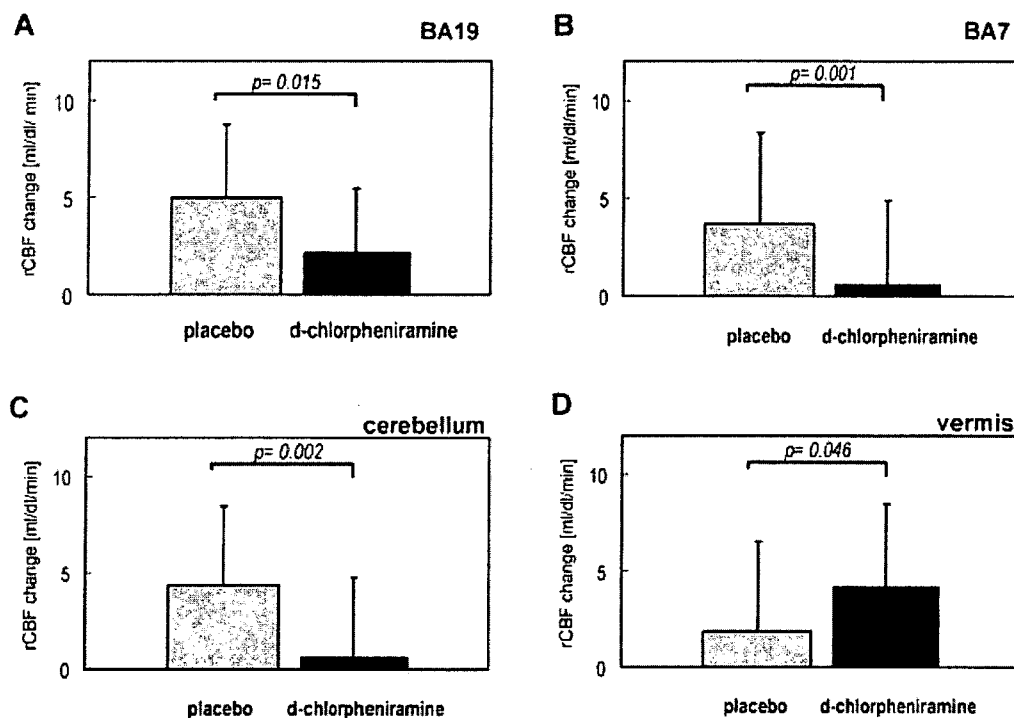 A
BA19
rCBF change [ml/dl/ min]
10
5
0
p= 0.015
placebo
d-chlorpheniramine
B
BA7
rCBF change [ml/dl/min]
10
5
0
p= 0.001
placebo
d-chlorpheniramine
C
cerebellum
rCBF change [ml/dl/min]
10
5
0
p= 0.002
placebo
d-chlorpheniramine
D
vermis
rCBF change [ml/dl/min]
10
5
0
p= 0.046
placebo
d-chlorpheniramine